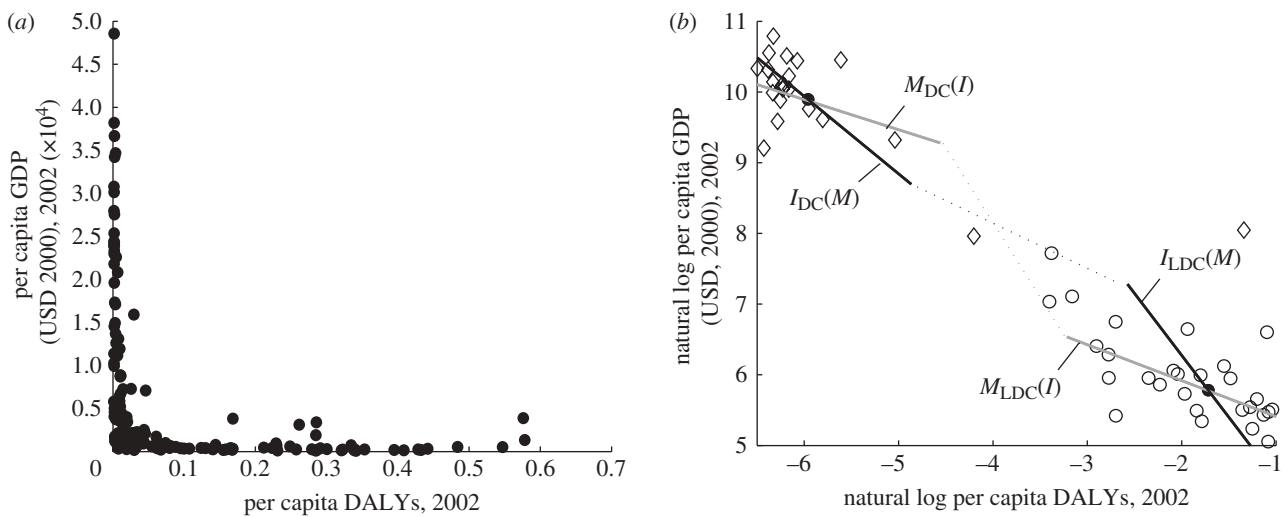 (a)
per capita GDP
(USD 2000), 2002 (×10⁴)
5.0
4.5
4.0
3.5
3.0
2.5
2.0
1.5
1.0
0.5
0
0.1 0.2 0.3 0.4 0.5 0.6 0.7
per capita DALYs, 2002
(b)
natural log per capita GDP
(USD, 2000), 2002
11
10
9
8
7
6
5
M_DC(I)
I_DC(M)
I_LDC(M)
M_LDC(I)
–6 –5 –4 –3 –2 –1
natural log per capita DALYs, 2002